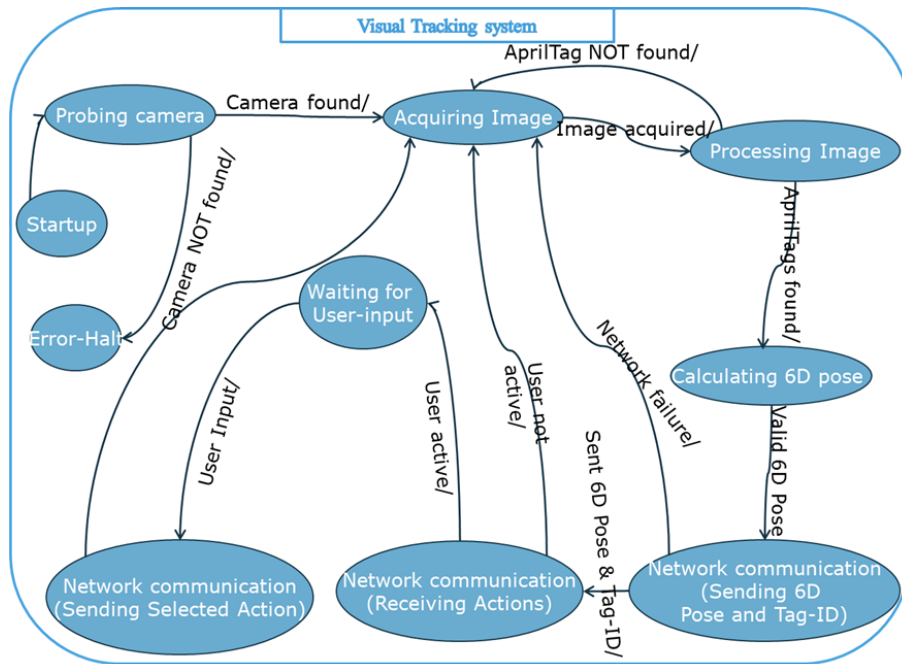 Visual Tracking system
AprilTag NOT found/
Probing camera
Camera found/
Acquiring Image
Image acquired/
Processing Image
Startup
Camera NOT found/
AprilTags found/
Waiting for
User-input
Error-Halt
Network failure/
Calculating 6D pose
User Input/
User active/
User not
active/
Sent 6D Pose & Tag-ID/
Valid 6D Pose
Network communication
(Sending Selected Action)
Network communication
(Receiving Actions)
Network communication
(Sending 6D
Pose and Tag-ID)